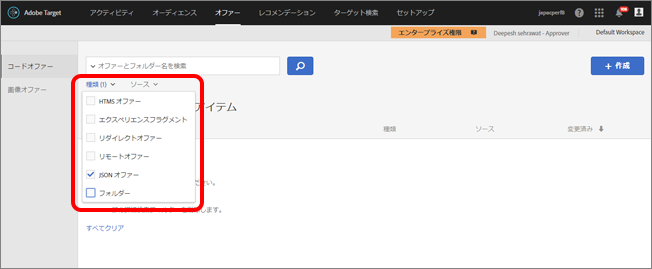 Adobe Target アクティビティ オーディエンス オファー レコメンデーション ターゲット検索 セットアップ japacper8i
エンタープライズ権限 Deepesh sehrawat - Approver Default Workspace
コードオファー
画像オファー
オファーとフォルダー名を検索
+ 作成
種類 (1) ソース
HTMS オファー
アイテム
エクスペリエンスフラグメント
種類 ソース 変更済み
リダイレクトオファー
リモートオファー
JSON オファー
さい。
フォルダー
します。
すべてクリア